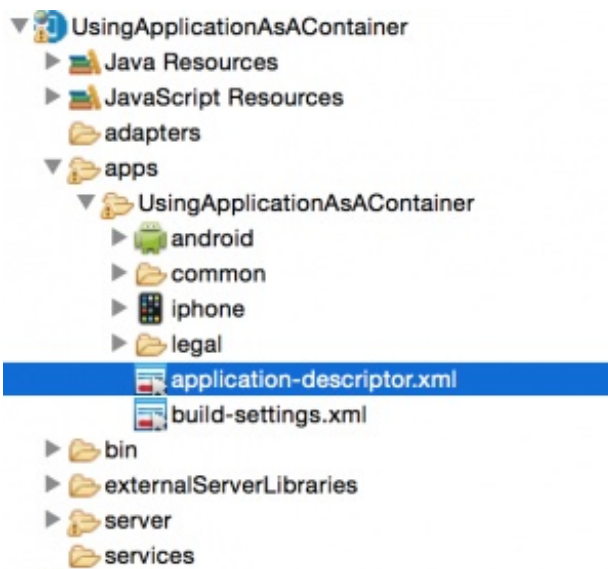 UsingApplicationAsAContainer
Java Resources
JavaScript Resources
adapters
apps
UsingApplicationAsAContainer
android
common
iphone
legal
application-descriptor.xml
build-settings.xml
bin
externalServerLibraries
server
services